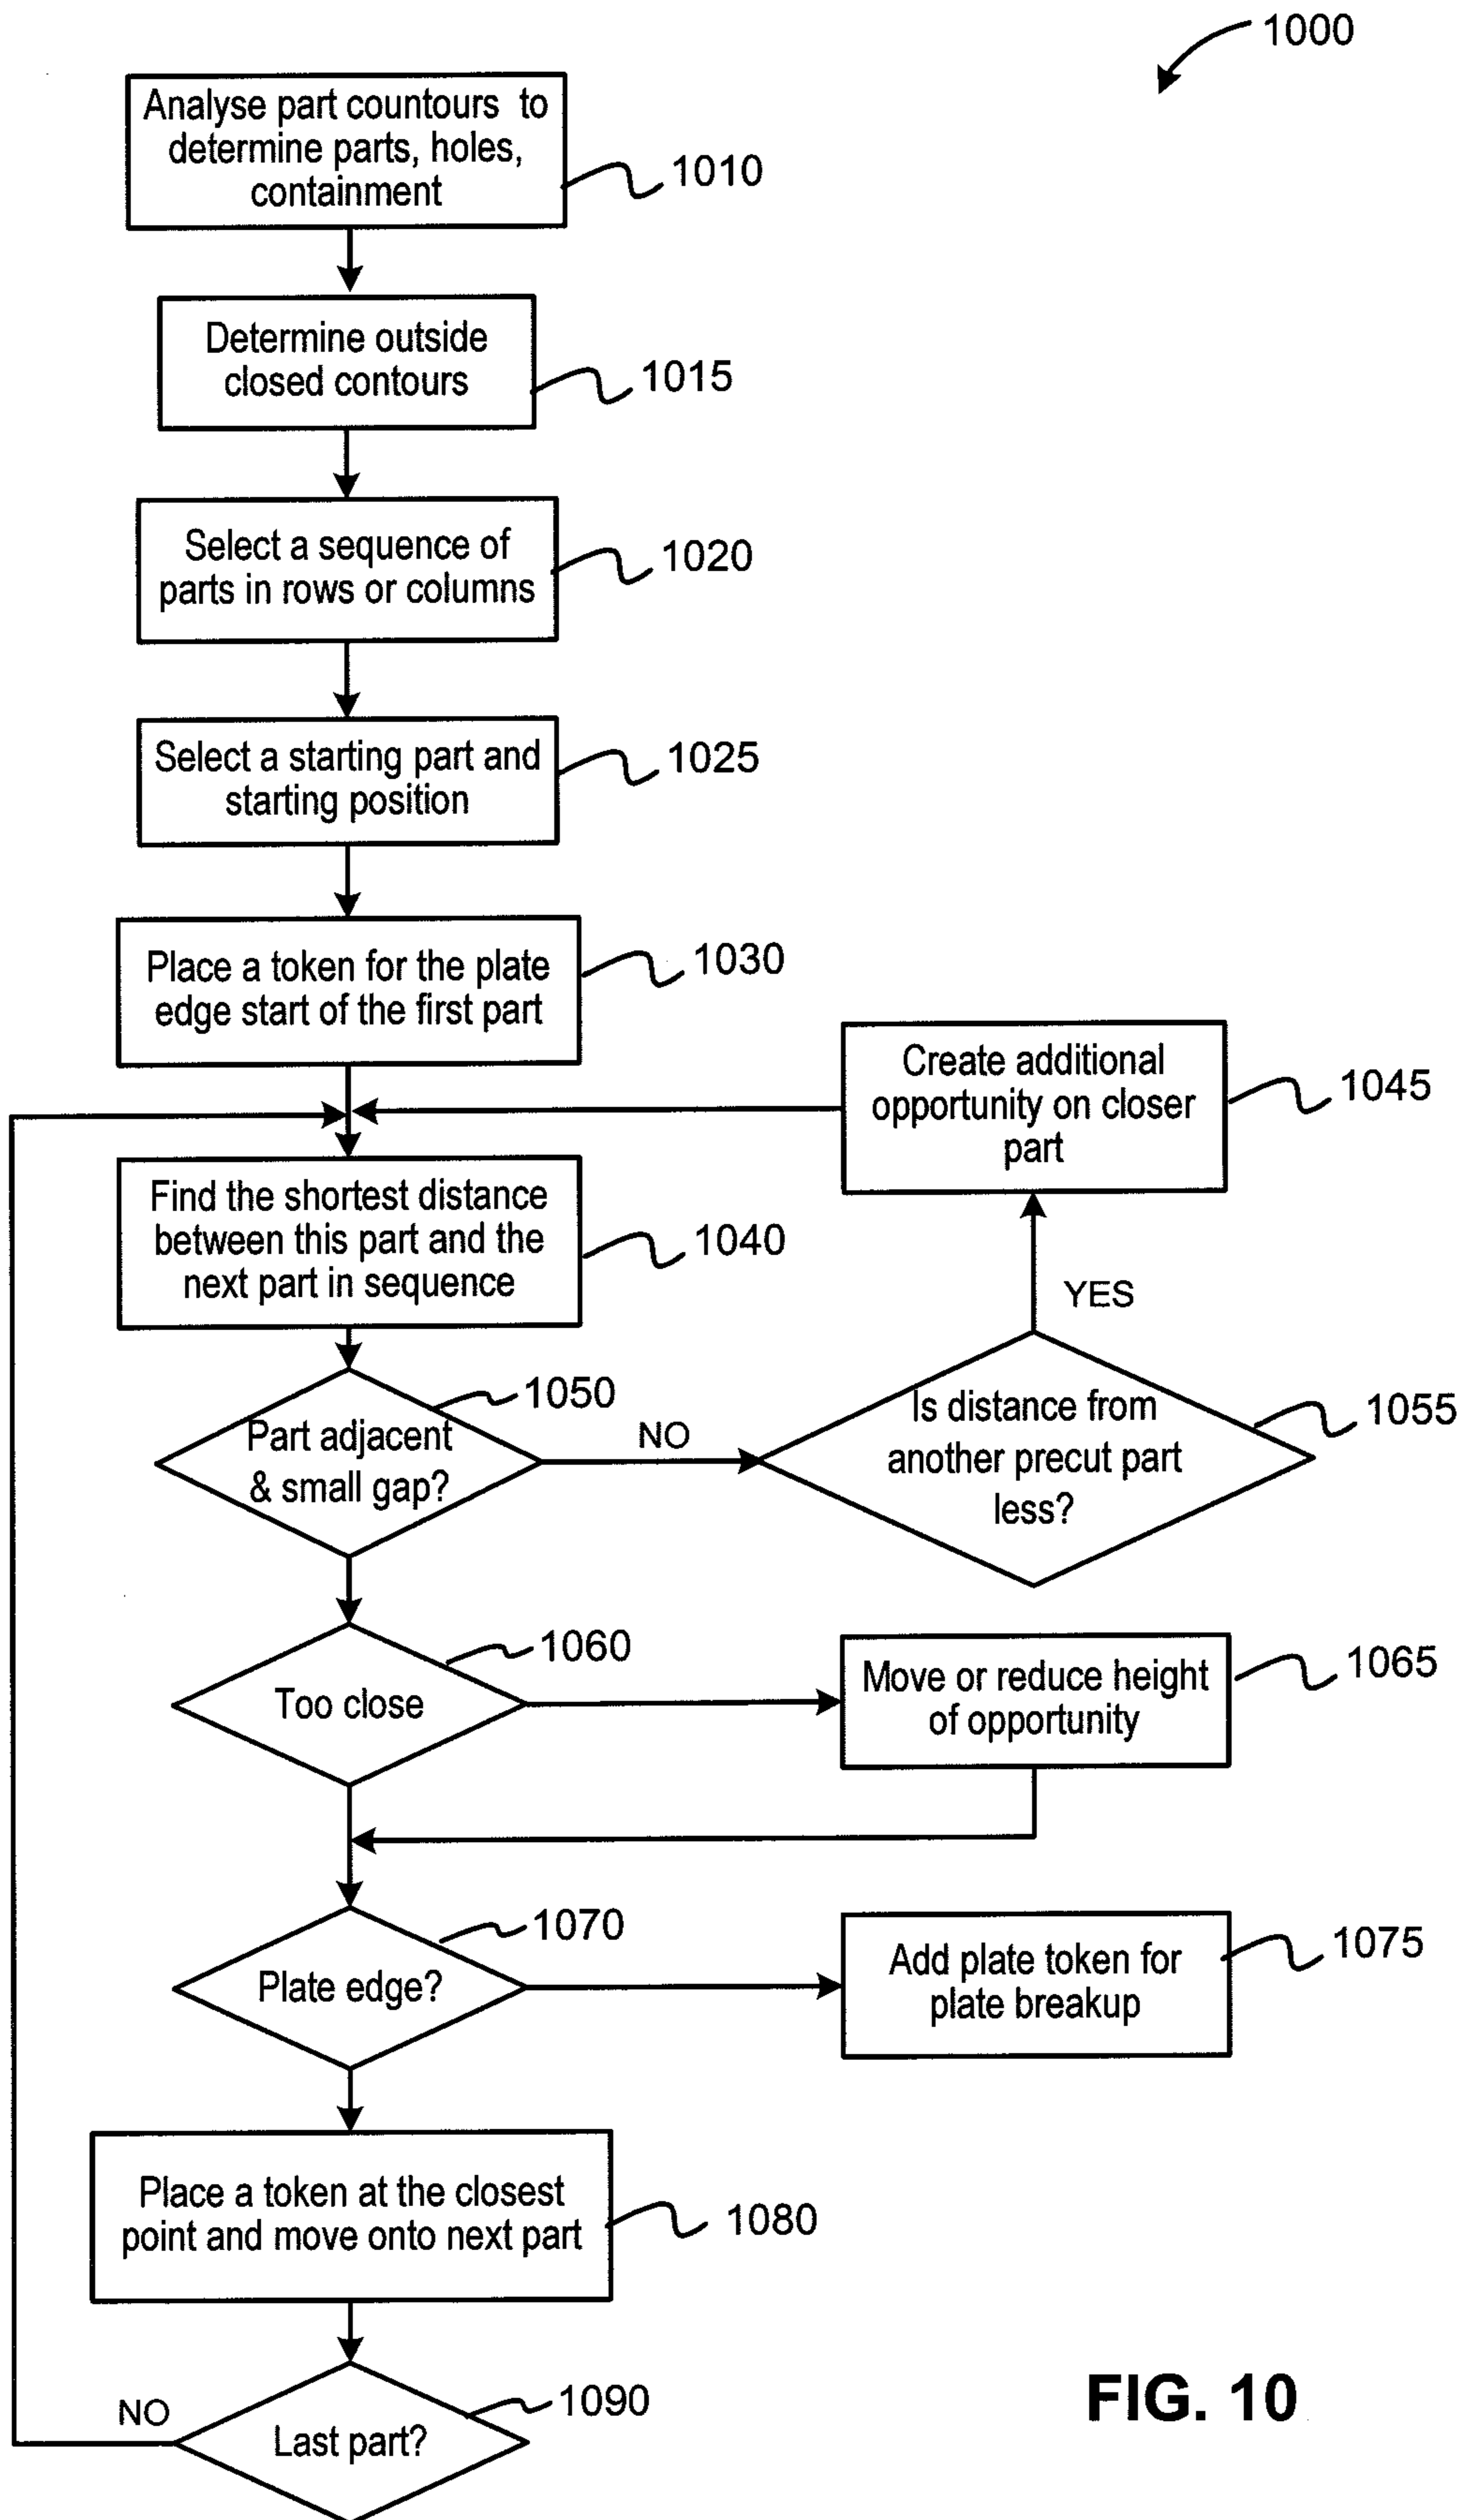 1000
Analyse part countours to
determine parts, holes,
containment
1010
Determine outside
closed contours
1015
Select a sequence of
parts in rows or columns
1020
Select a starting part and
starting position
1025
Place a token for the plate
edge start of the first part
1030
Create additional
opportunity on closer
part
1045
Find the shortest distance
between this part and the
next part in sequence
1040
YES
1050
Part adjacent
& small gap?
NO
Is distance from
another precut part
less?
1055
1060
Too close
Move or reduce height
of opportunity
1065
1070
Plate edge?
Add plate token for
plate breakup
1075
Place a token at the closest
point and move onto next part
1080
NO
1090
Last part?
FIG. 10